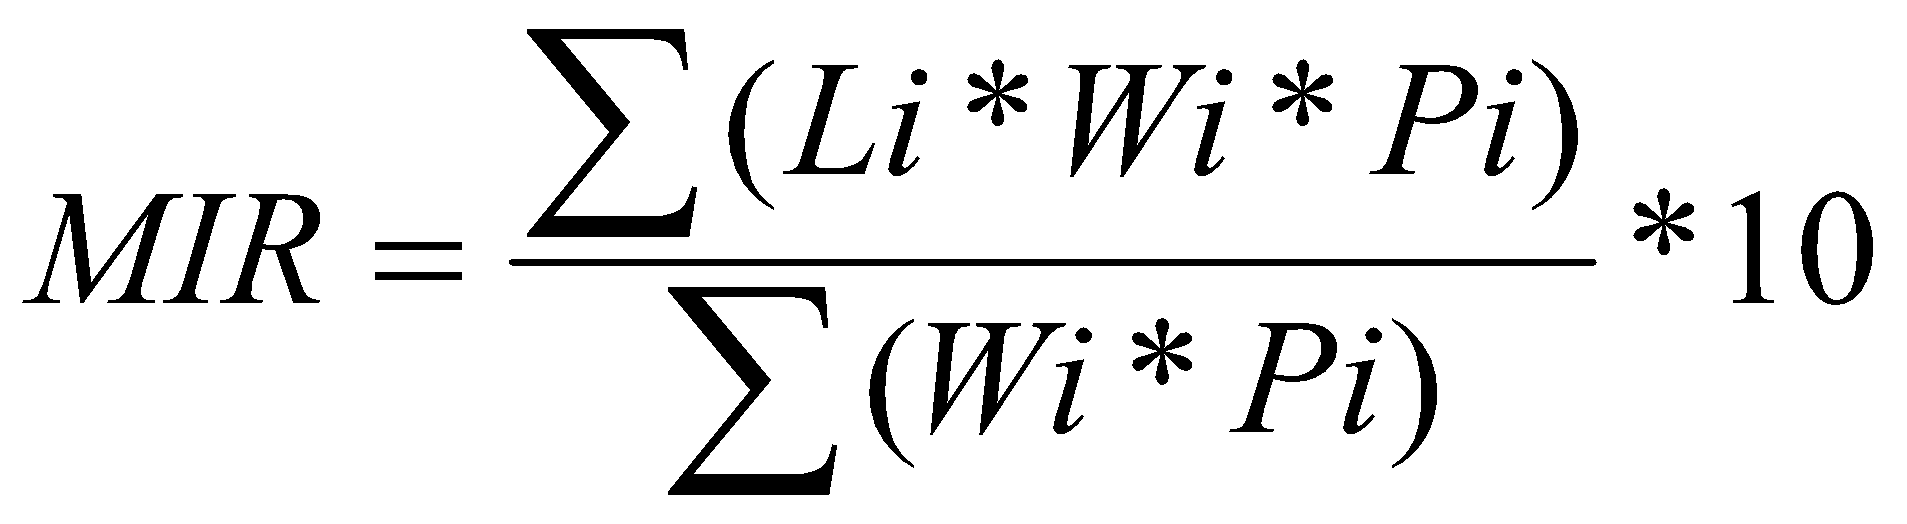 ∑(Li*Wi*Pi)
MIR = *10
∑(Wi*Pi)